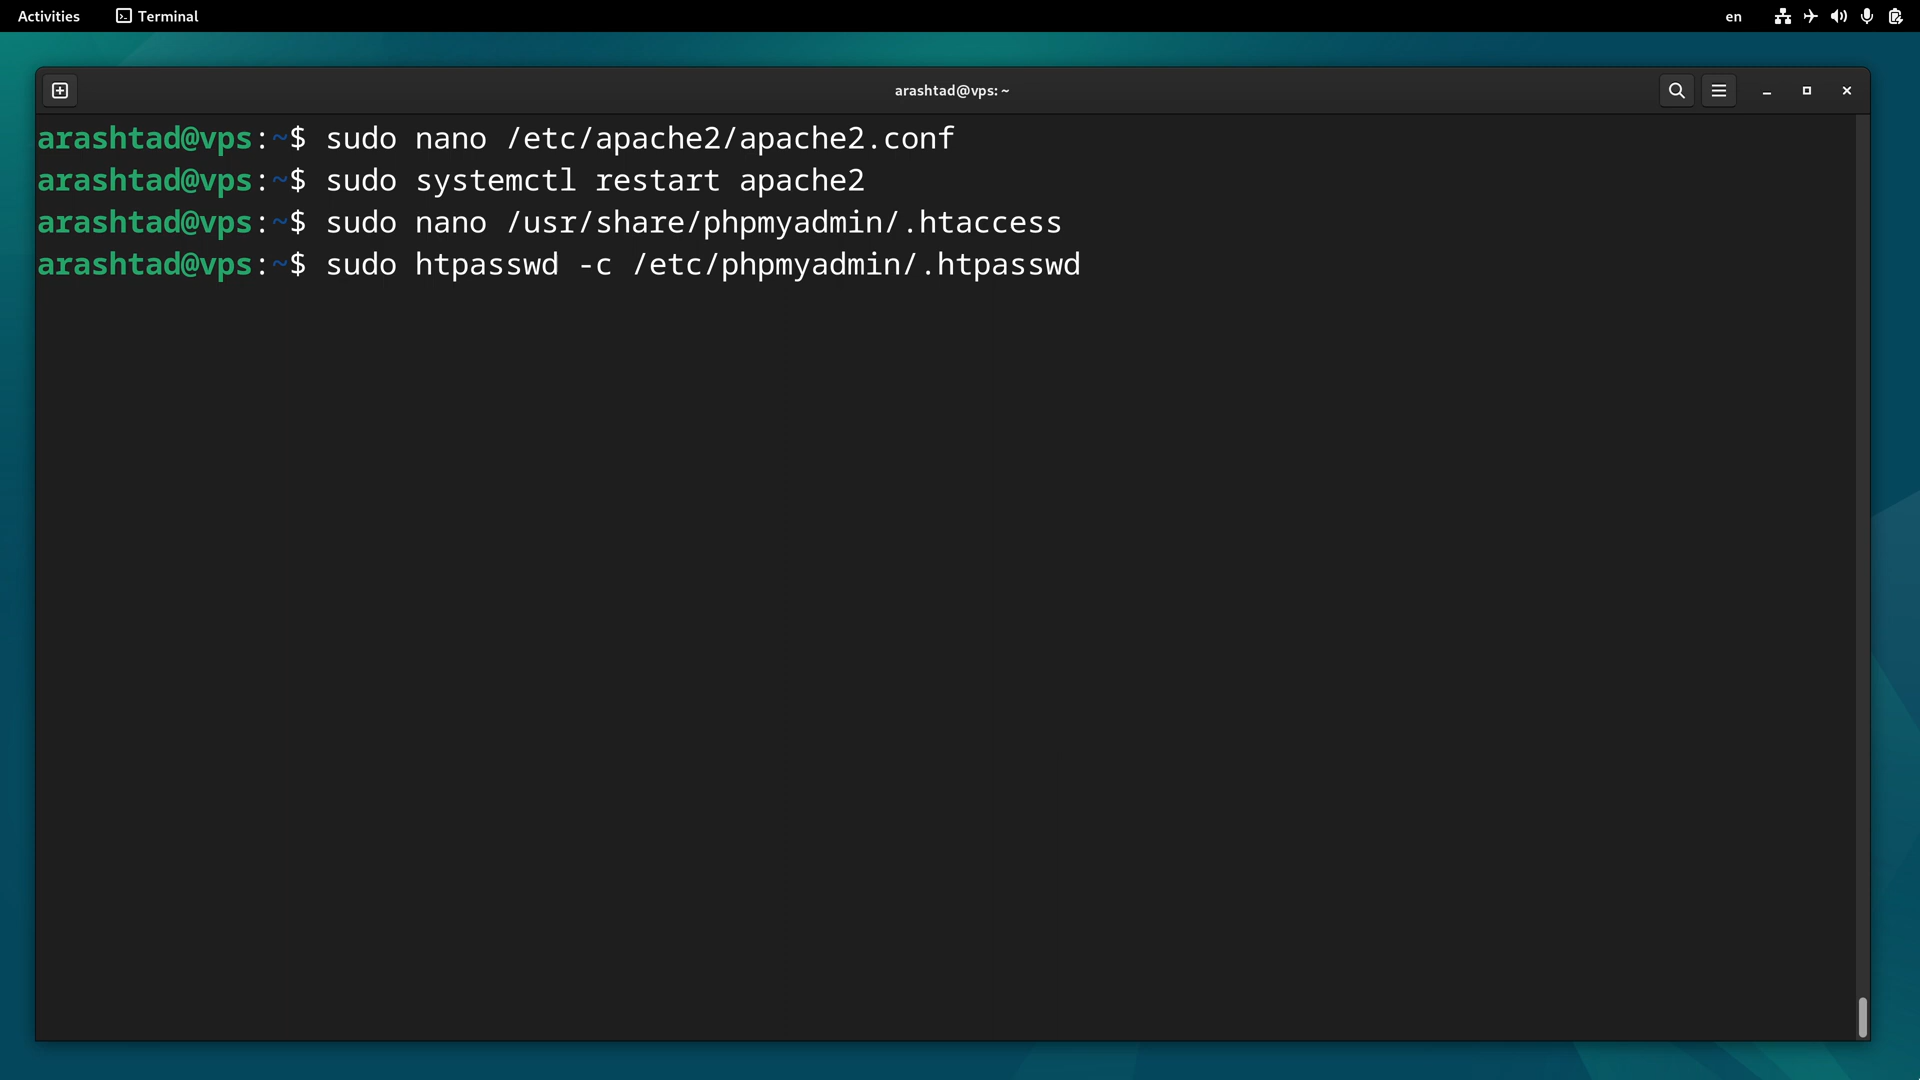 Activities
Terminal
en
arashtad@vps: ~
arashtad@vps:~$ sudo nano /etc/apache2/apache2.conf
arashtad@vps:~$ sudo systemctl restart apache2
arashtad@vps:~$ sudo nano /usr/share/phpmyadmin/.htaccess
arashtad@vps:~$ sudo htpasswd -c /etc/phpmyadmin/.htpasswd